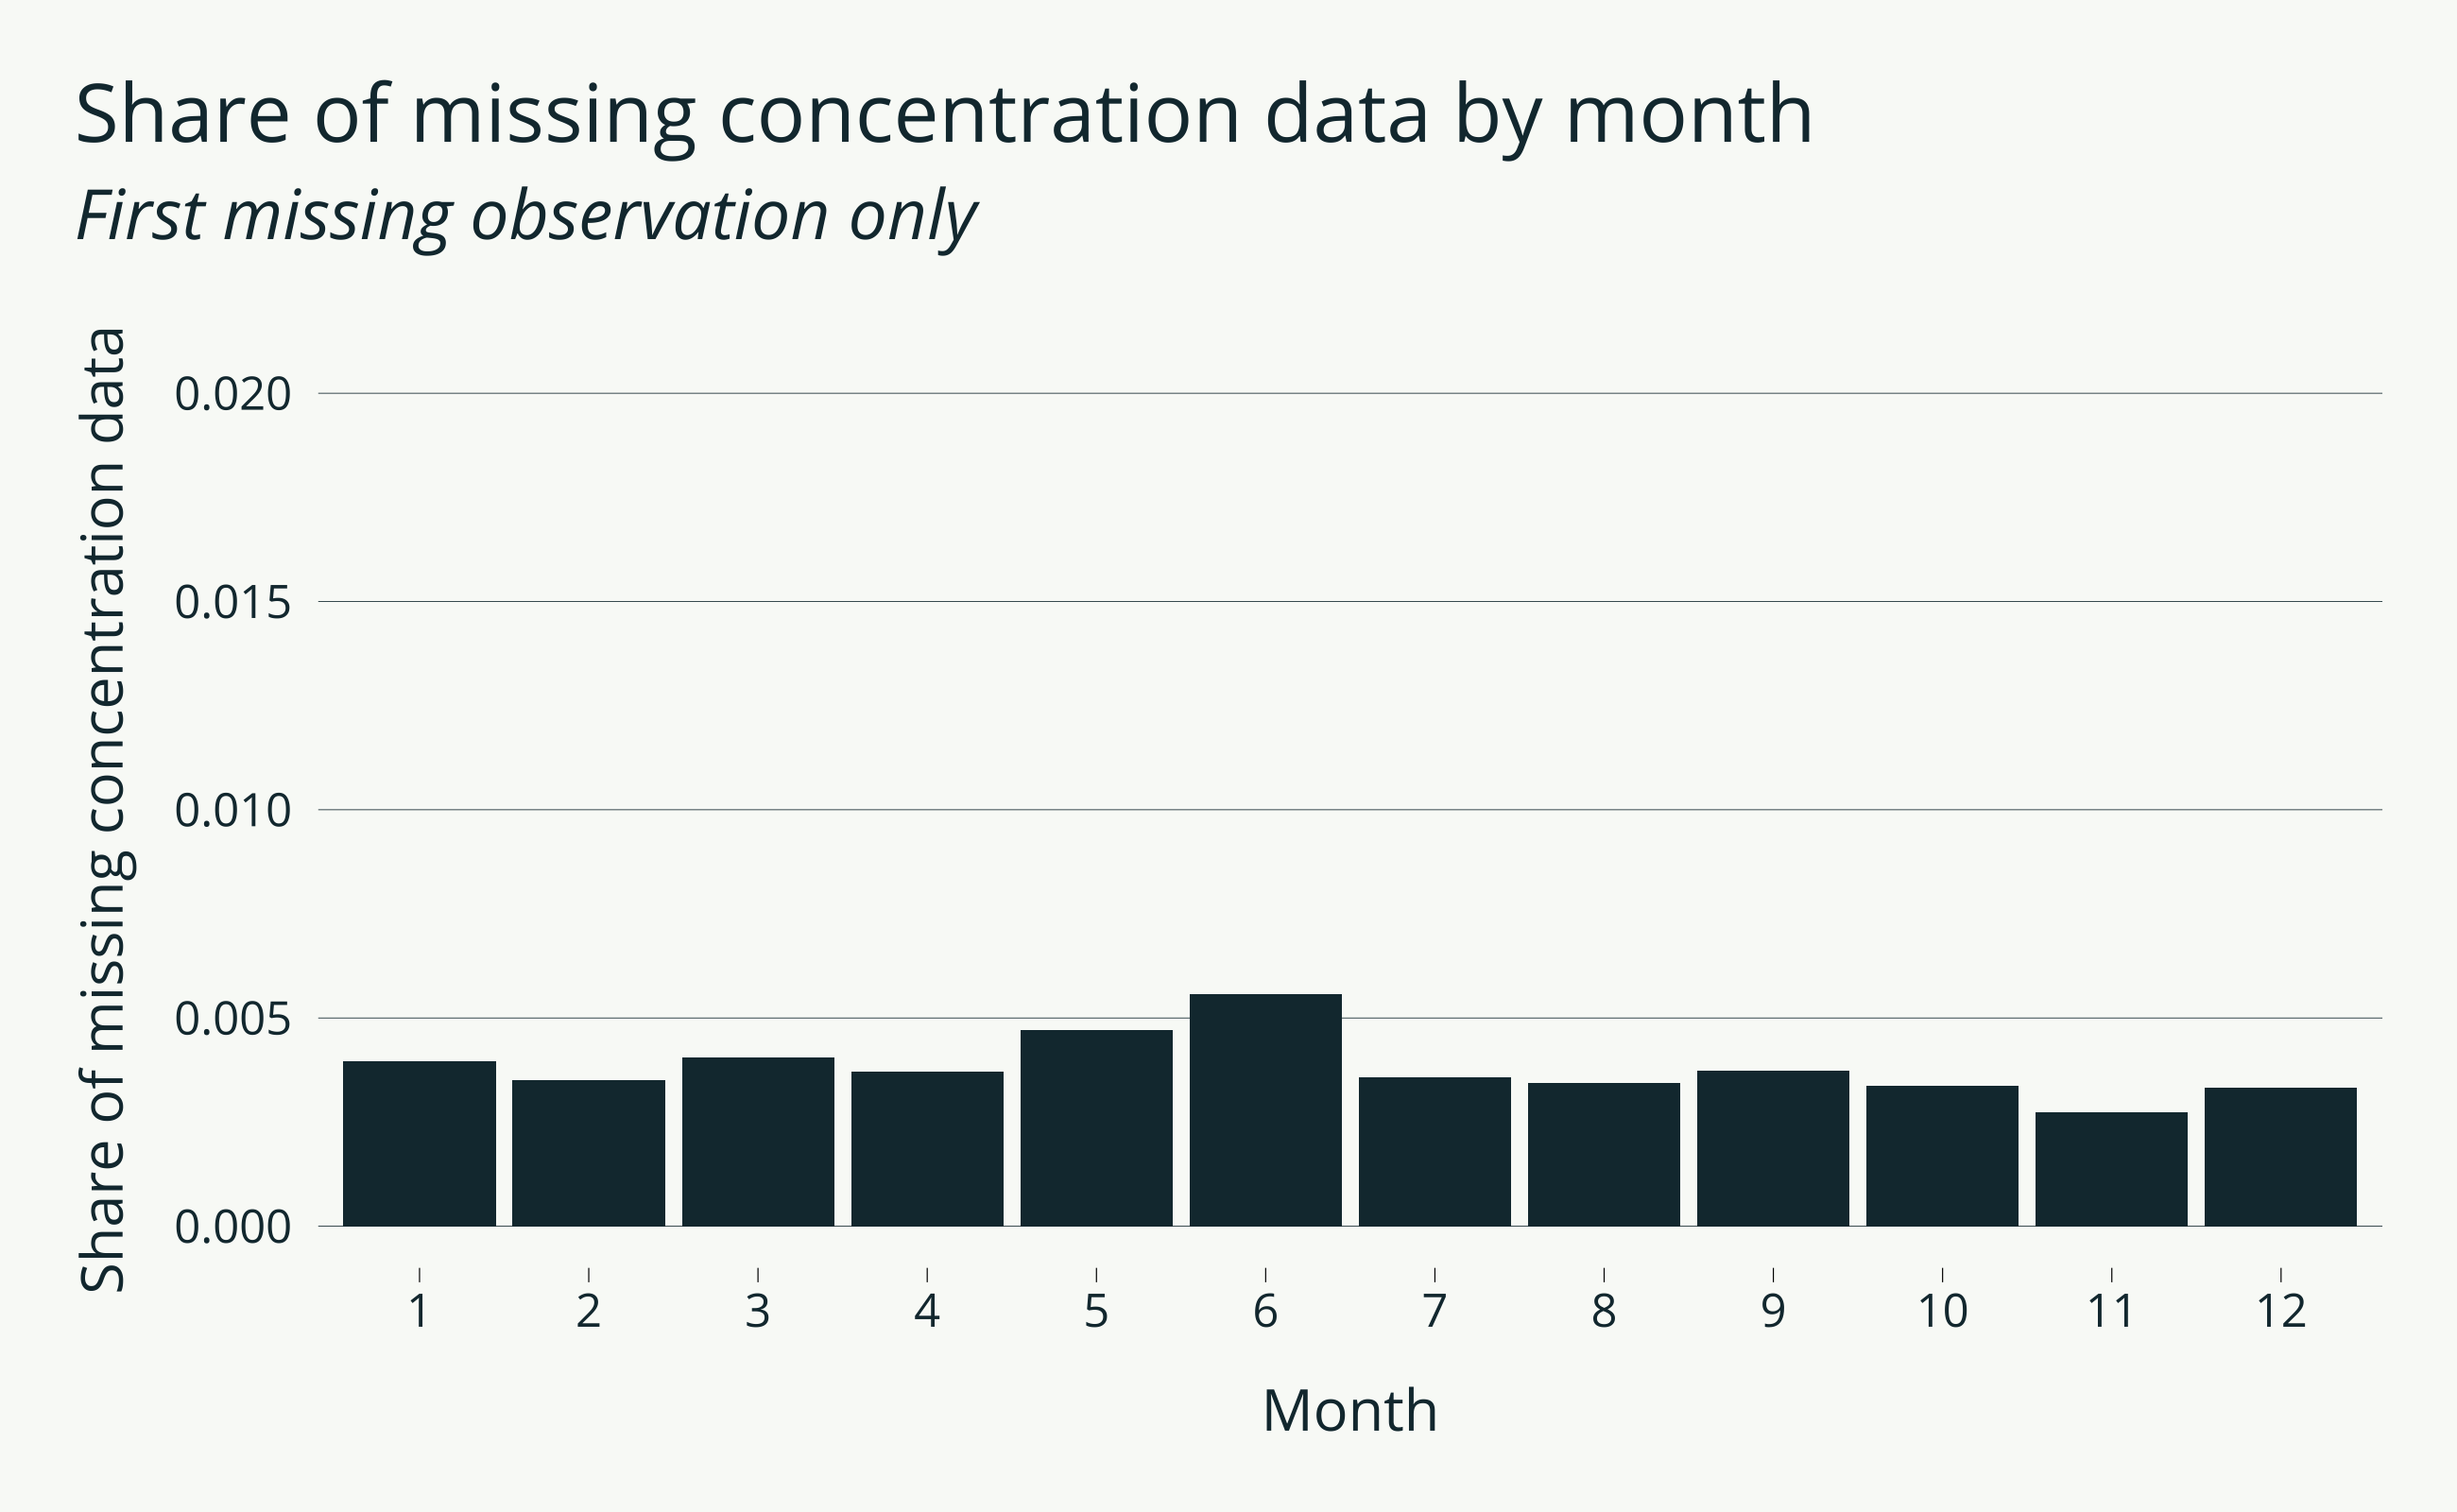 Share of missing concentration data by month
First missing observation only
Share of missing concentration data
0.020
0.015
0.010
0.005
0.000
1 2 3 4 5 6 7 8 9 10 11 12
Month